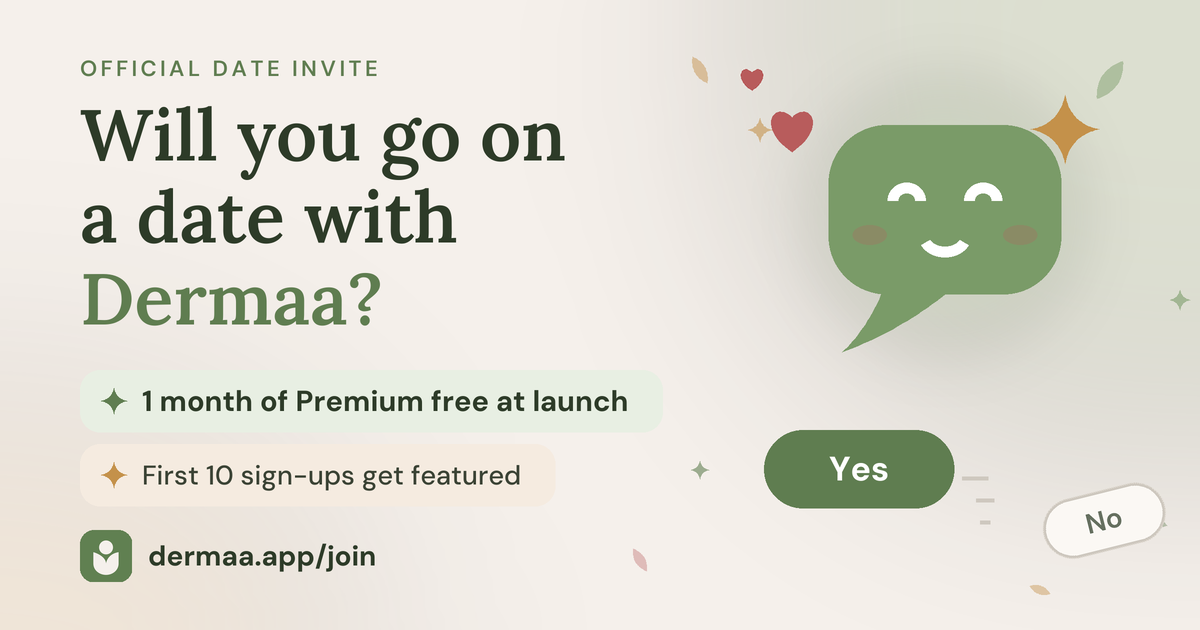 OFFICIAL DATE INVITE
Will you go on
a date with
Dermaa?
1 month of Premium free at launch
First 10 sign-ups get featured
dermaa.app/join
Yes
No